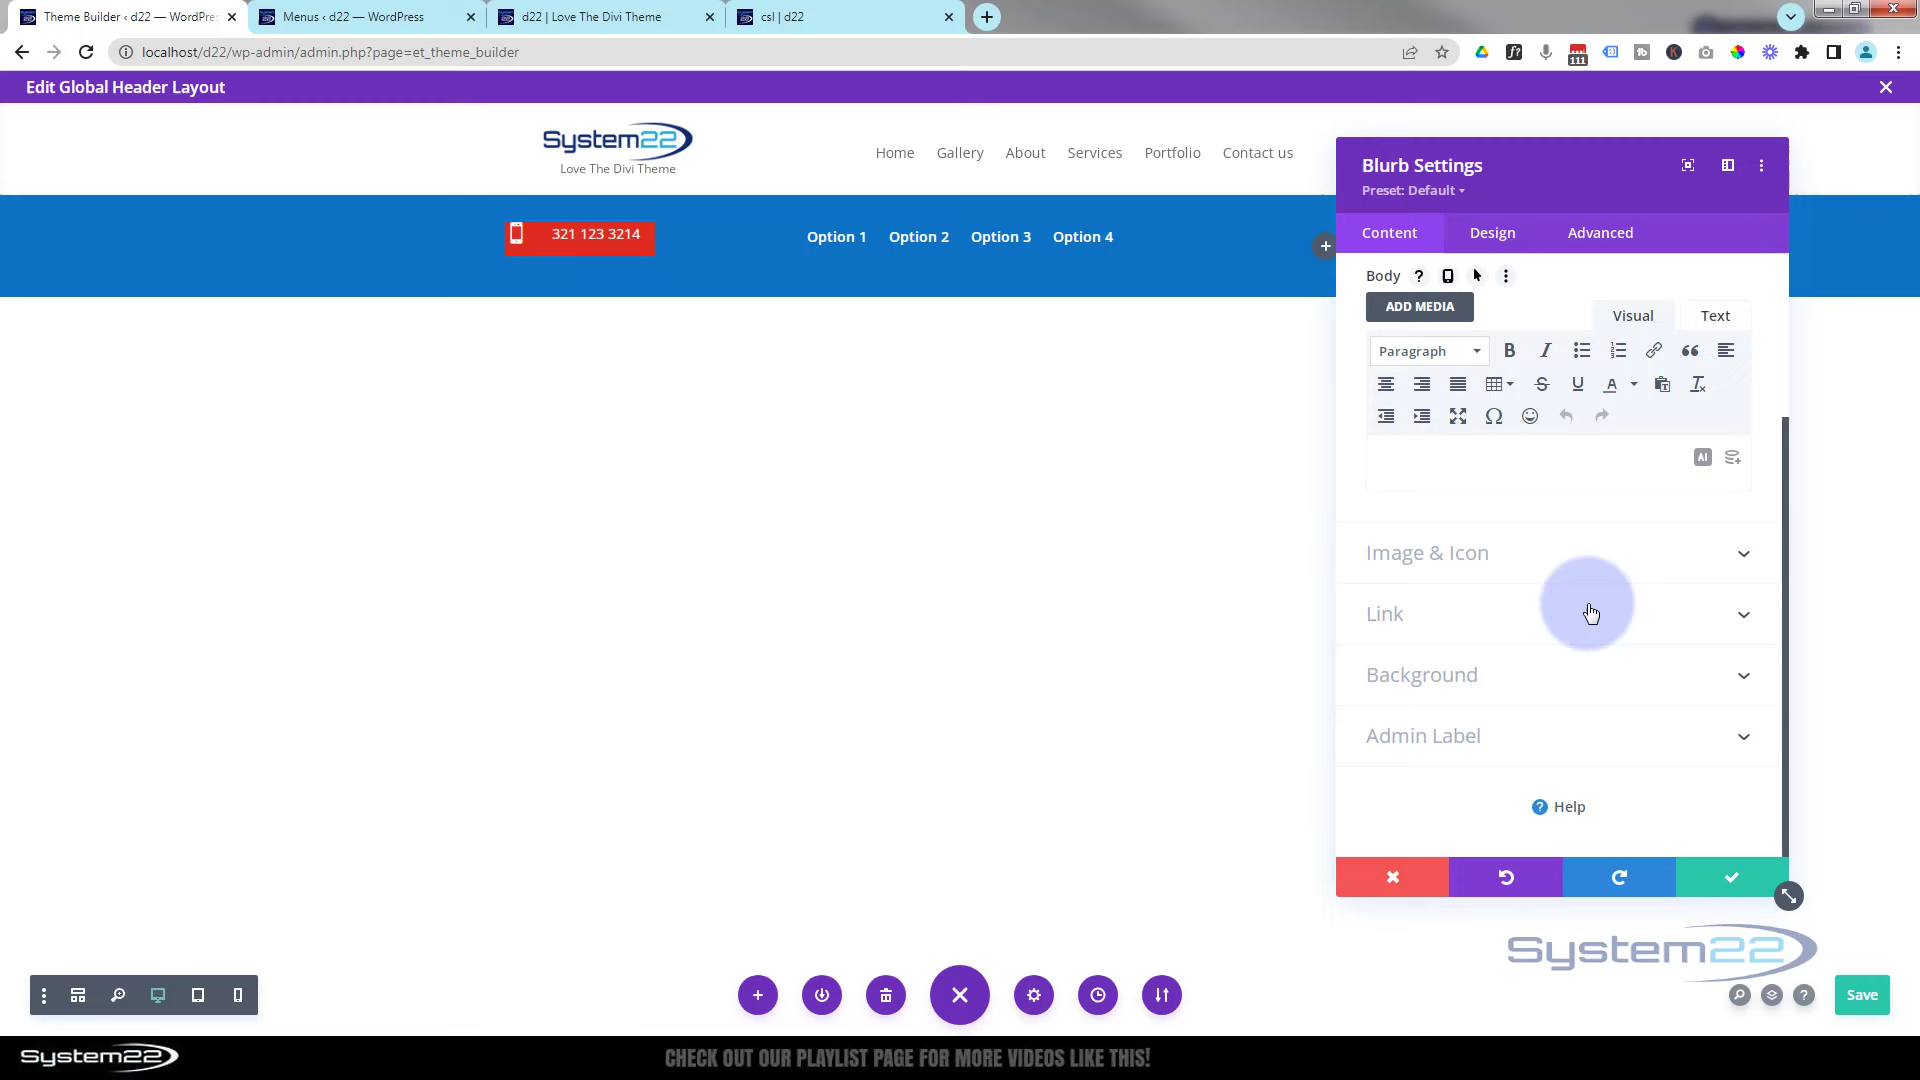 Theme Builder ‹ d22 — WordPres
Menus ‹ d22 — WordPress
d22 | Love The Divi Theme
csl | d22
localhost/d22/wp-admin/admin.php?page=et_theme_builder
111
Edit Global Header Layout
System22
Love The Divi Theme
Home Gallery About Services Portfolio Contact us
321 123 3214
Option 1 Option 2 Option 3 Option 4
Blurb Settings
Preset: Default
Content Design Advanced
Body
ADD MEDIA
Visual Text
Paragraph
AI
Image & Icon
Link
Background
Admin Label
Help
System22
Save
System22
CHECK OUT OUR PLAYLIST PAGE FOR MORE VIDEOS LIKE THIS!